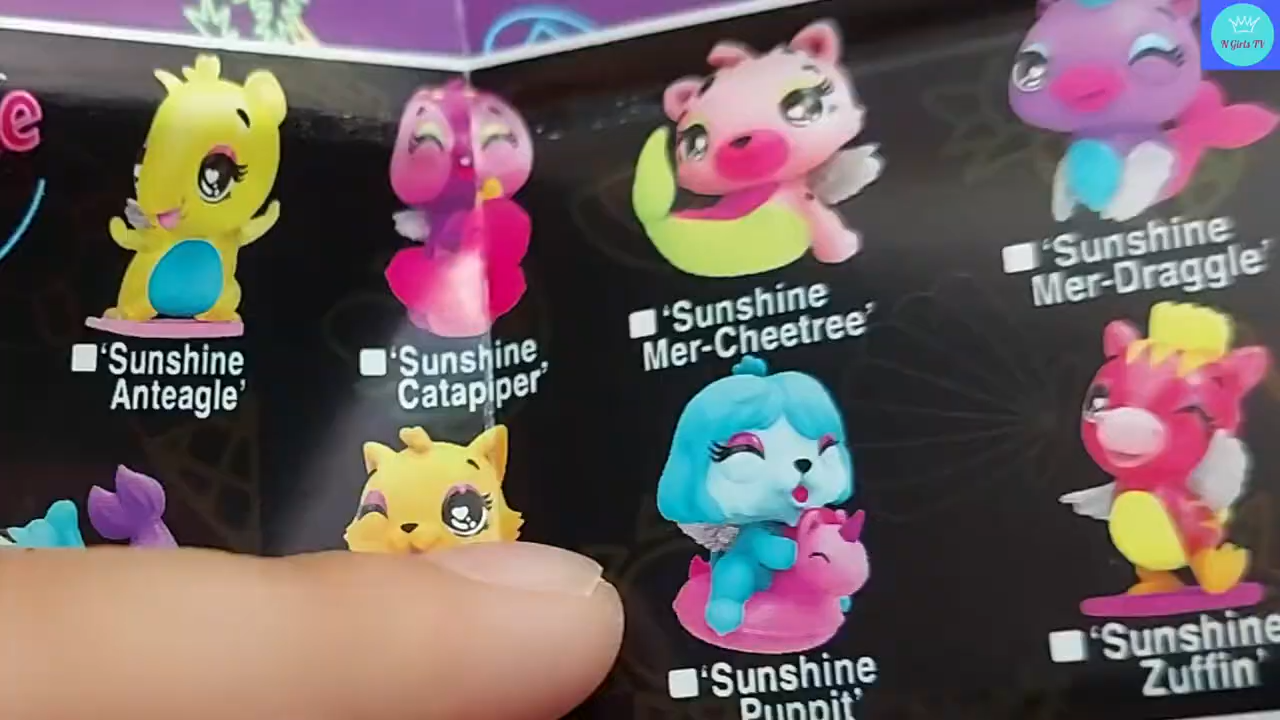 N Girls TV
e
'Sunshine
Anteagle'
'Sunshine
Catapiper'
'Sunshine
Mer-Cheetree'
'Sunshine
Mer-Draggle'
'Sunshine
Puppit'
'Sunshine
Zuffin'